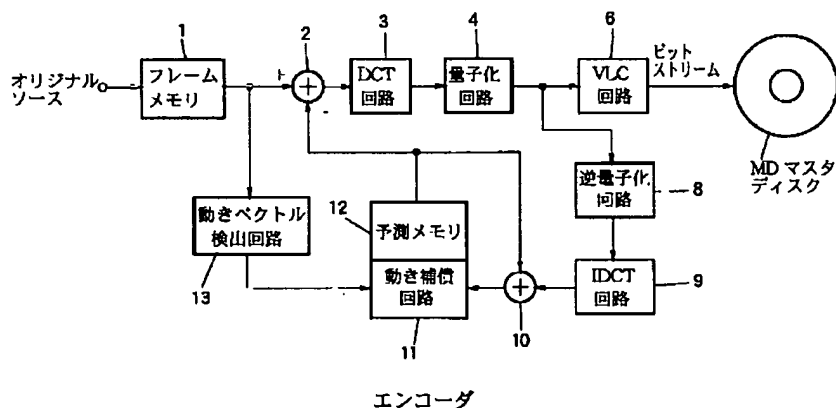 1
2
3
4
6
オリジナル
ソース
フレーム
メモリ
+
DCT
回路
量子化
回路
VLC
回路
ビット
ストリーム
MD マスタ
ディスク
逆量子化
回路
8
動きベクトル
検出回路
13
12
予測メモリ
動き補償
回路
11
+
10
IDCT
回路
9
エンコーダ